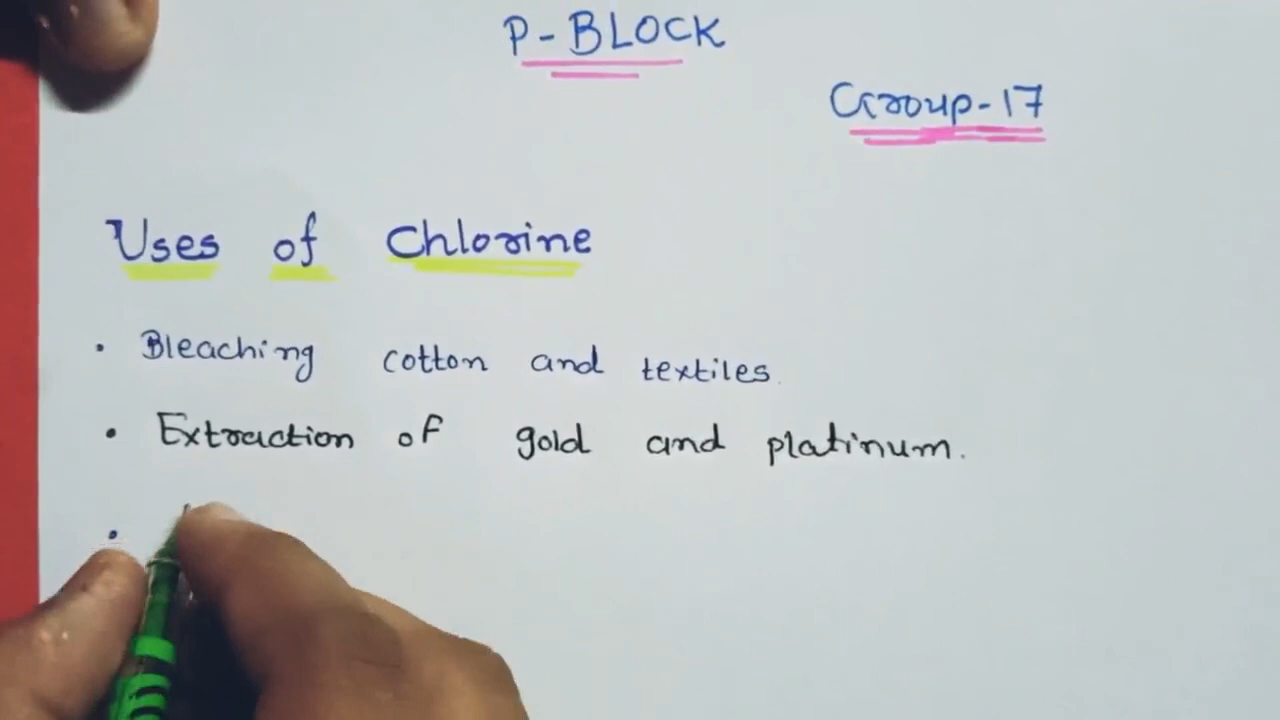 P-BLOCK
Group-17
Uses of Chlorine
• Bleaching cotton and textiles.
• Extraction of gold and platinum.
•